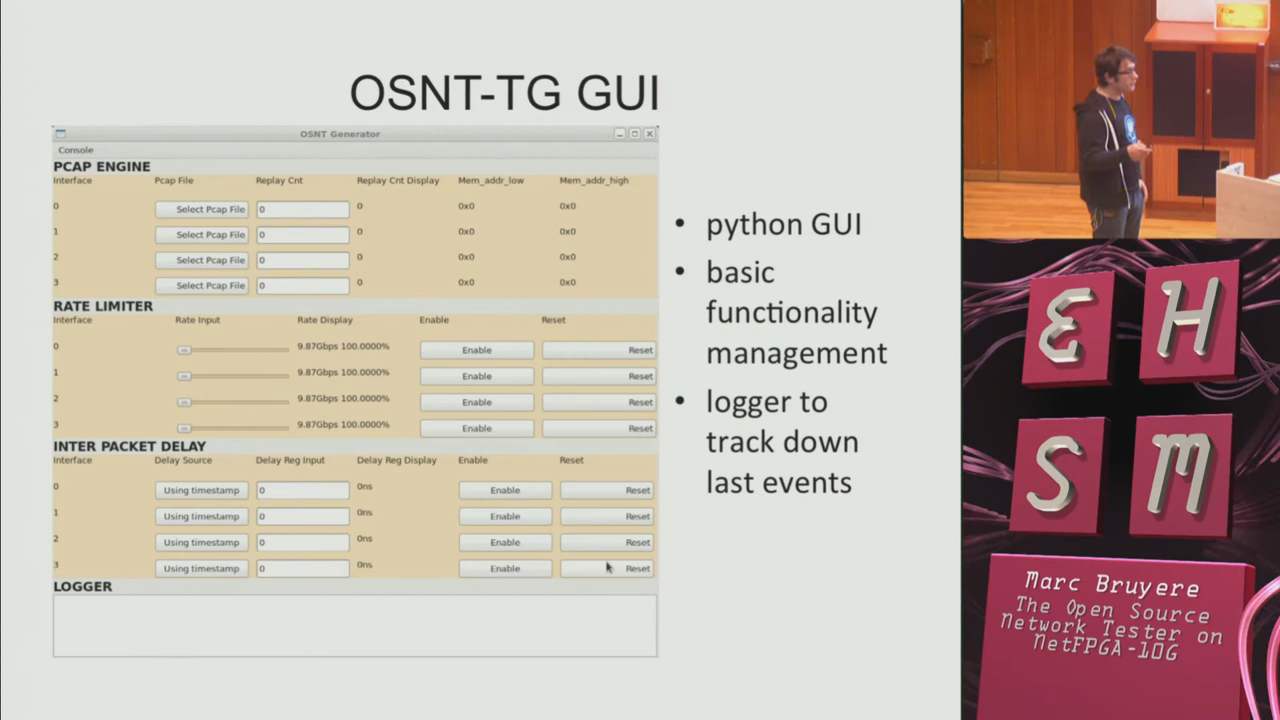 OSNT-TG GUI
OSNT Generator
Console
PCAP ENGINE
Interface Pcap File Replay Cnt Replay Cnt Display Mem_addr_low Mem_addr_high
0 Select Pcap File 0 0 0x0 0x0
1 Select Pcap File 0 0 0x0 0x0
2 Select Pcap File 0 0 0x0 0x0
3 Select Pcap File 0 0 0x0 0x0
RATE LIMITER
Interface Rate Input Rate Display Enable Reset
0 9.87Gbps 100.0000% Enable Reset
1 9.87Gbps 100.0000% Enable Reset
2 9.87Gbps 100.0000% Enable Reset
3 9.87Gbps 100.0000% Enable Reset
INTER PACKET DELAY
Interface Delay Source Delay Reg Input Delay Reg Display Enable Reset
0 Using timestamp 0 0ns Enable Reset
1 Using timestamp 0 0ns Enable Reset
2 Using timestamp 0 0ns Enable Reset
3 Using timestamp 0 0ns Enable Reset
LOGGER
• python GUI
• basic
functionality
management
• logger to
track down
last events
E H
S M
Marc Bruyere
The Open Source
Network Tester on
NetFPGA-10G